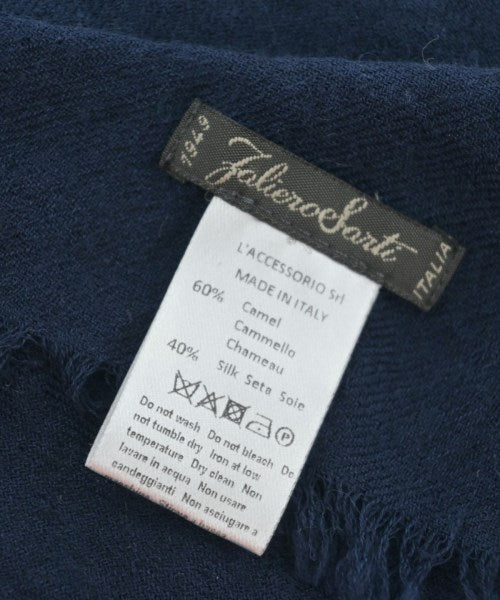 1949
Faliero Sarti
ITALIA
L'ACCESSORIO Srl
MADE IN ITALY
60% Camel
Cammello
Chameau
40% Silk Seta Soie
P
Do not wash Do not bleach Do
not tumble dry Iron at low
temperature Dry clean Non
lavare in acqua Non usare
candeggianti Non asciugare a